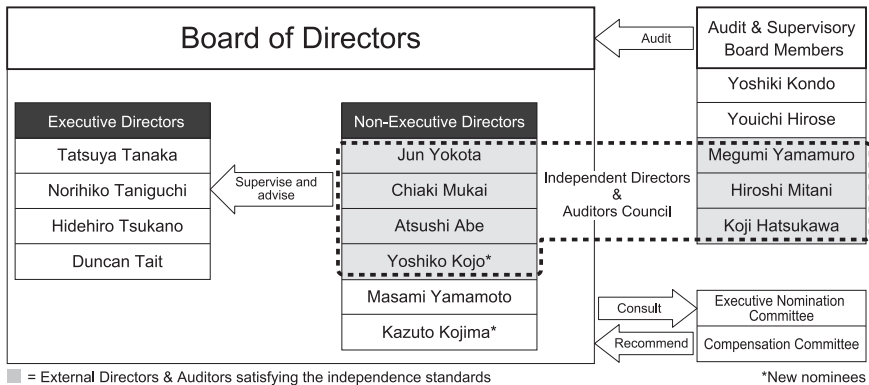 Board of Directors
Audit
Audit & Supervisory
Board Members
Yoshiki Kondo
Youichi Hirose
Megumi Yamamuro
Hiroshi Mitani
Koji Hatsukawa
Executive Directors
Tatsuya Tanaka
Norihiko Taniguchi
Hidehiro Tsukano
Duncan Tait
Supervise and
advise
Non-Executive Directors
Jun Yokota
Chiaki Mukai
Atsushi Abe
Yoshiko Kojo*
Masami Yamamoto
Kazuto Kojima*
Independent Directors
&
Auditors Council
Consult
Recommend
Executive Nomination
Committee
Compensation Committee
= External Directors & Auditors satisfying the independence standards
*New nominees